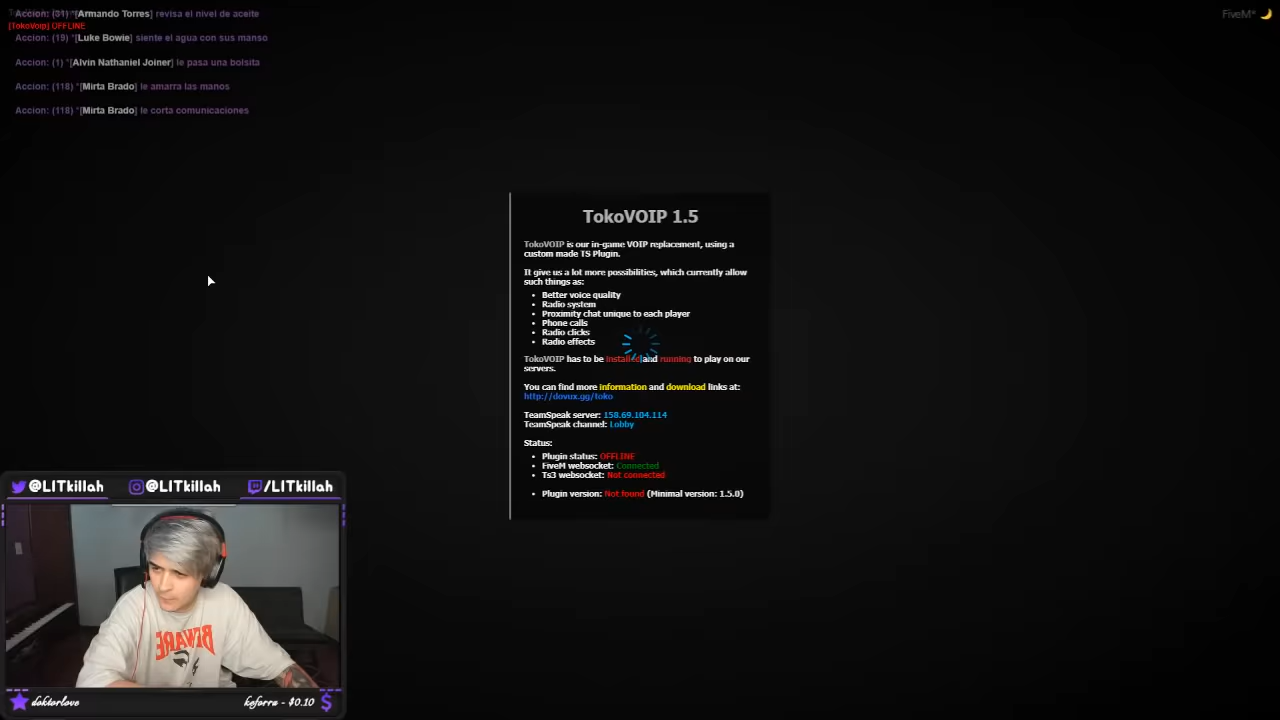 Accion: (31) *[Armando Torres] revisa el nivel de aceite
[TokoVoip] OFFLINE
Accion: (19) *[Luke Bowie] siente el agua con sus manso
Accion: (1) *[Alvin Nathaniel Joiner] le pasa una bolsita
Accion: (118) *[Mirta Brado] le amarra las manos
Accion: (118) *[Mirta Brado] le corta comunicaciones
FiveM*
TokoVOIP 1.5
TokoVOIP is our in-game VOIP replacement, using a
custom made TS Plugin.
It give us a lot more possibilities, which currently allow
such things as:
Better voice quality
Radio system
Proximity chat unique to each player
Phone calls
Radio clicks
Radio effects
TokoVOIP has to be installed and running to play on our
servers.
You can find more information and download links at:
http://dovux.gg/toko
TeamSpeak server: 158.69.104.114
TeamSpeak channel: Lobby
Status:
Plugin status: OFFLINE
FiveM websocket: Connected
Ts3 websocket: Not connected
Plugin version: Not found (Minimal version: 1.5.0)
@LITkillah @LITkillah /LITkillah
BEWARE
doktorlove keforra - $0.10